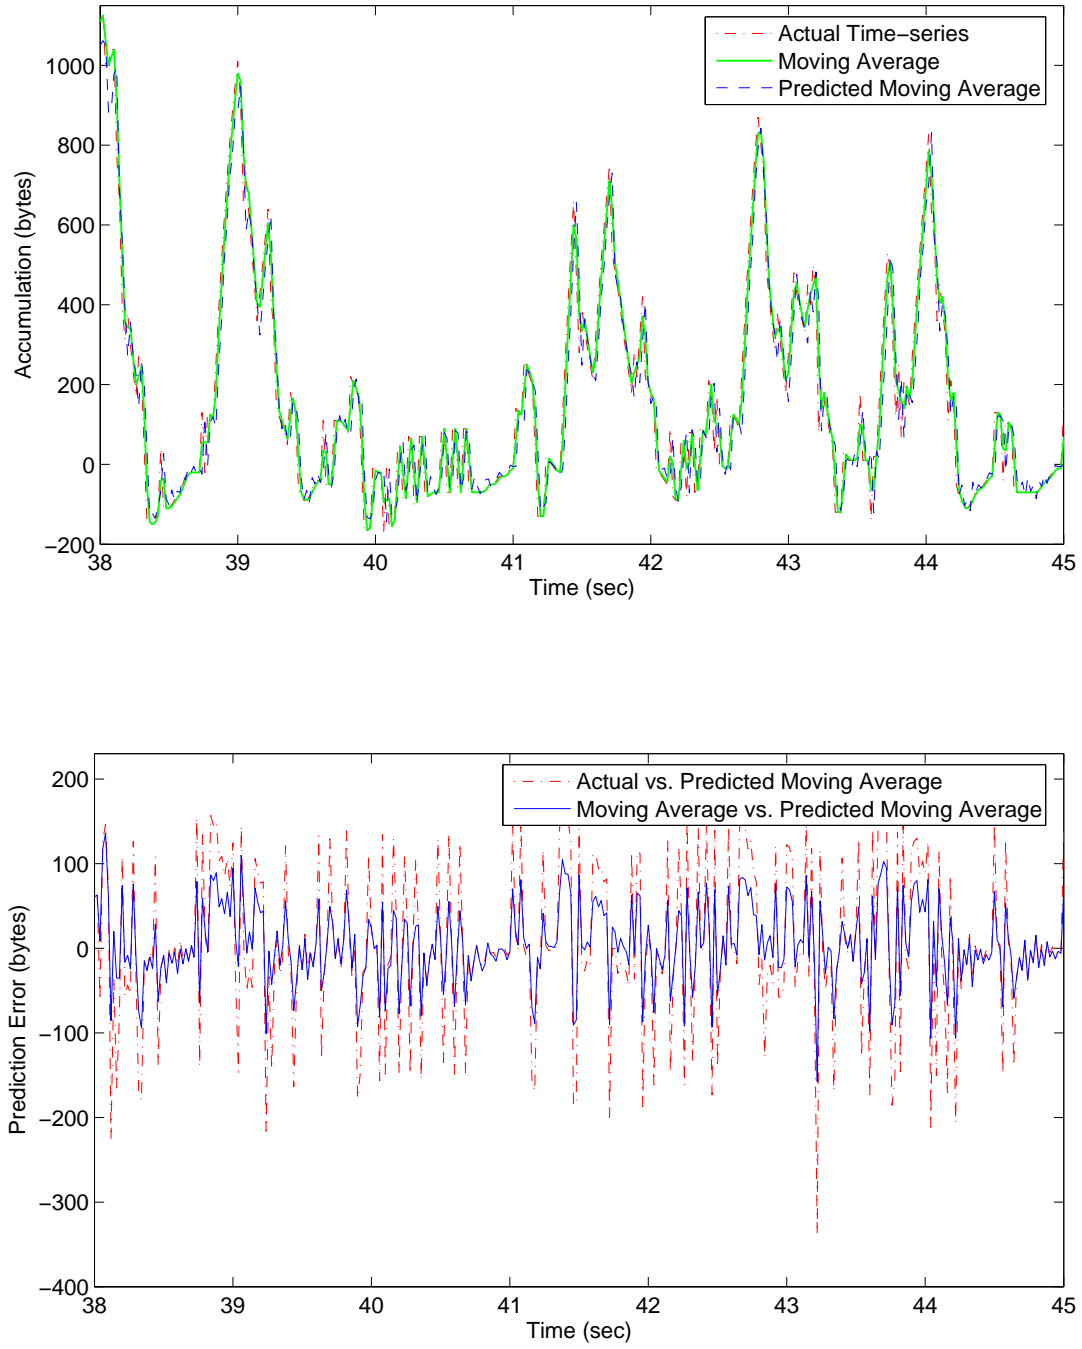 Actual Time−series
Moving Average
Predicted Moving Average
1000
800
600
400
200
0
−200
Accumulation (bytes)
38 39 40 41 42 43 44 45
Time (sec)
Actual vs. Predicted Moving Average
Moving Average vs. Predicted Moving Average
200
100
0
−100
−200
−300
−400
Prediction Error (bytes)
38 39 40 41 42 43 44 45
Time (sec)